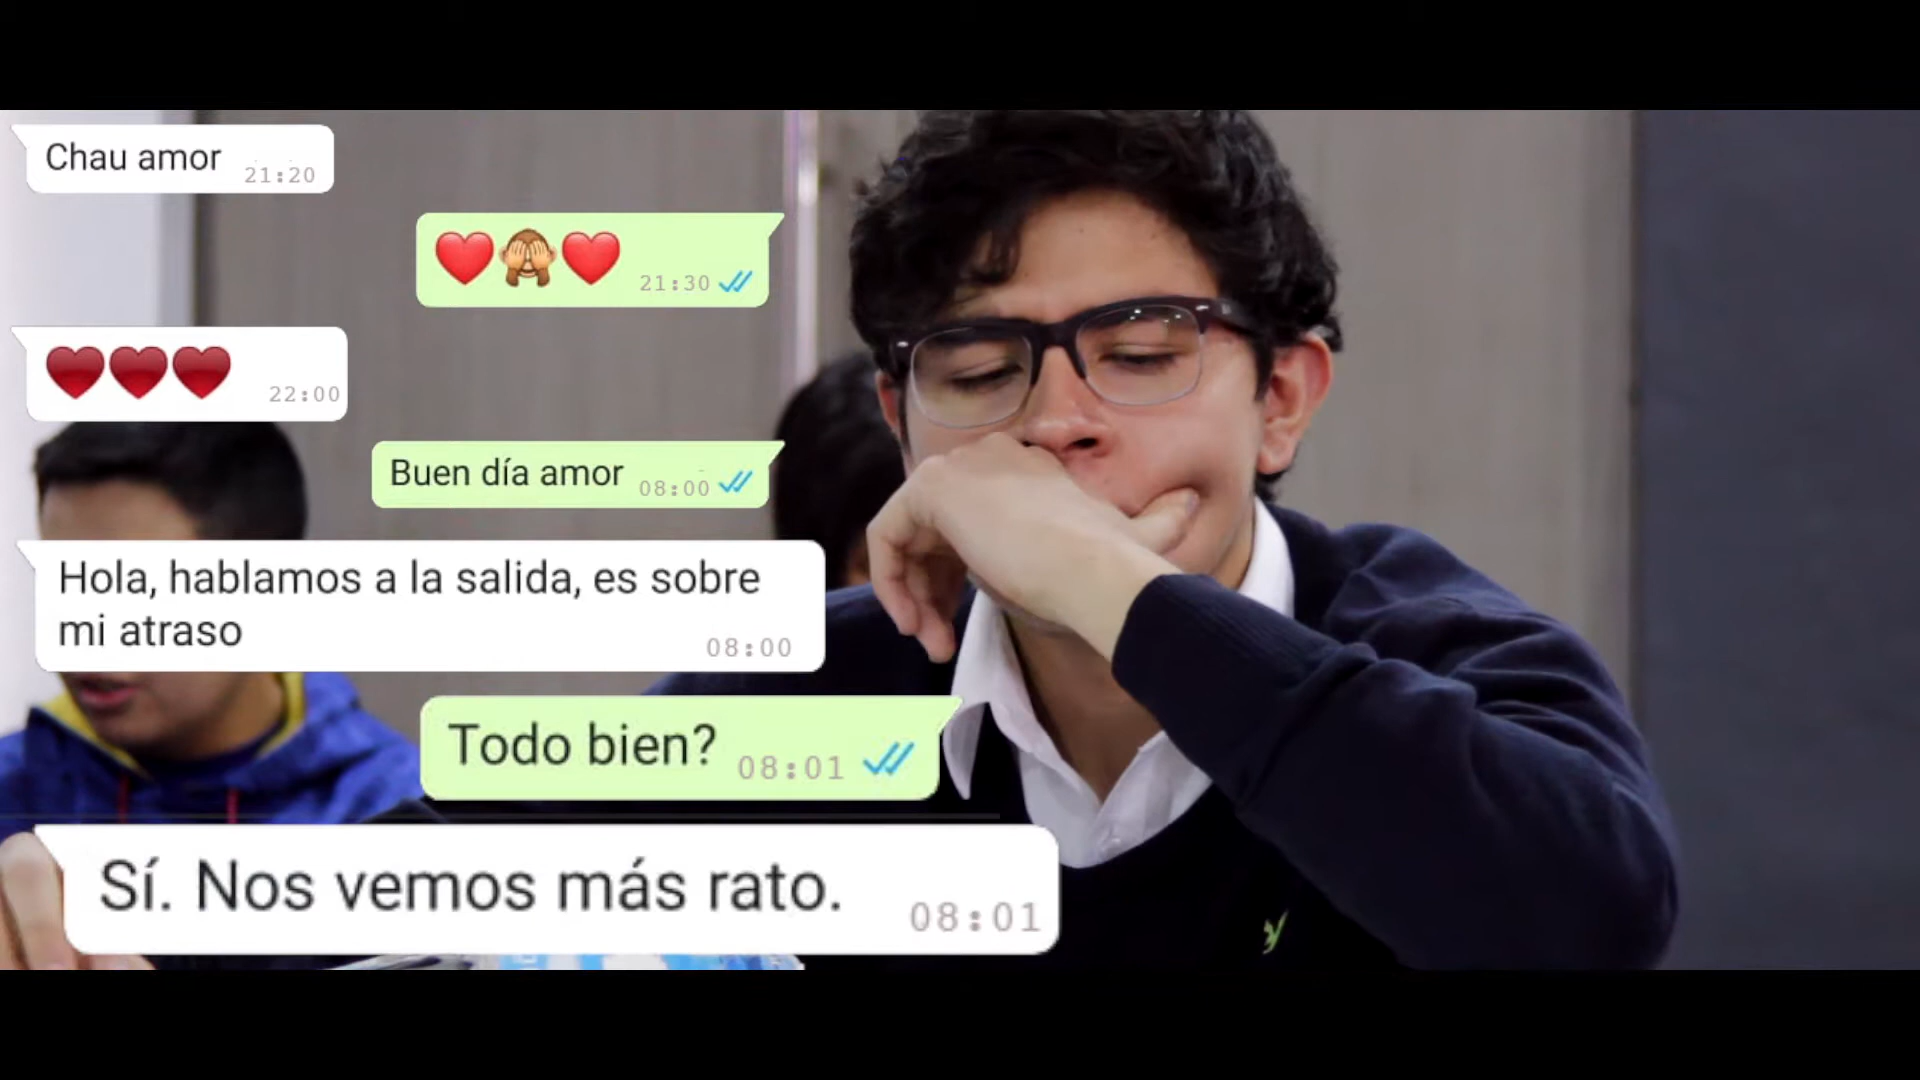 Chau amor 21:20
❤️🙈❤️ 21:30
♥️♥️♥️ 22:00
Buen día amor 08:00
Hola, hablamos a la salida, es sobre
mi atraso 08:00
Todo bien? 08:01
Sí. Nos vemos más rato. 08:01